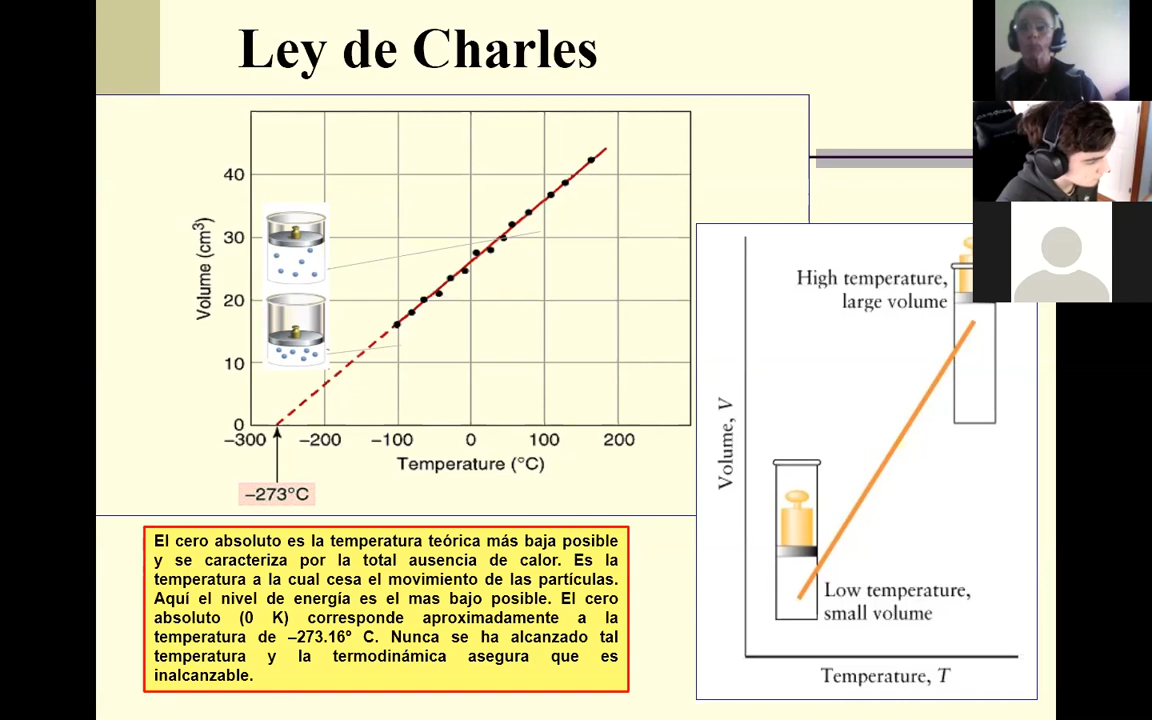 Ley de Charles
40
30
20
10
0
Volume (cm³)
−300 −200 −100 0 100 200
Temperature (°C)
−273°C
High temperature,
large volume
Volume, V
Low temperature,
small volume
Temperature, T
El cero absoluto es la temperatura teórica más baja posible
y se caracteriza por la total ausencia de calor. Es la
temperatura a la cual cesa el movimiento de las partículas.
Aquí el nivel de energía es el mas bajo posible. El cero
absoluto (0 K) corresponde aproximadamente a la
temperatura de –273.16º C. Nunca se ha alcanzado tal
temperatura y la termodinámica asegura que es
inalcanzable.